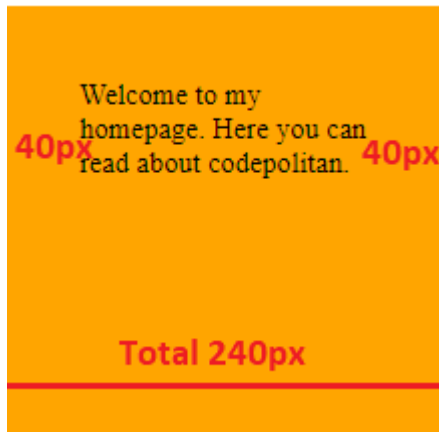 Welcome to my
homepage. Here you can
40px
read about codepolitan.
40px
Total 240px